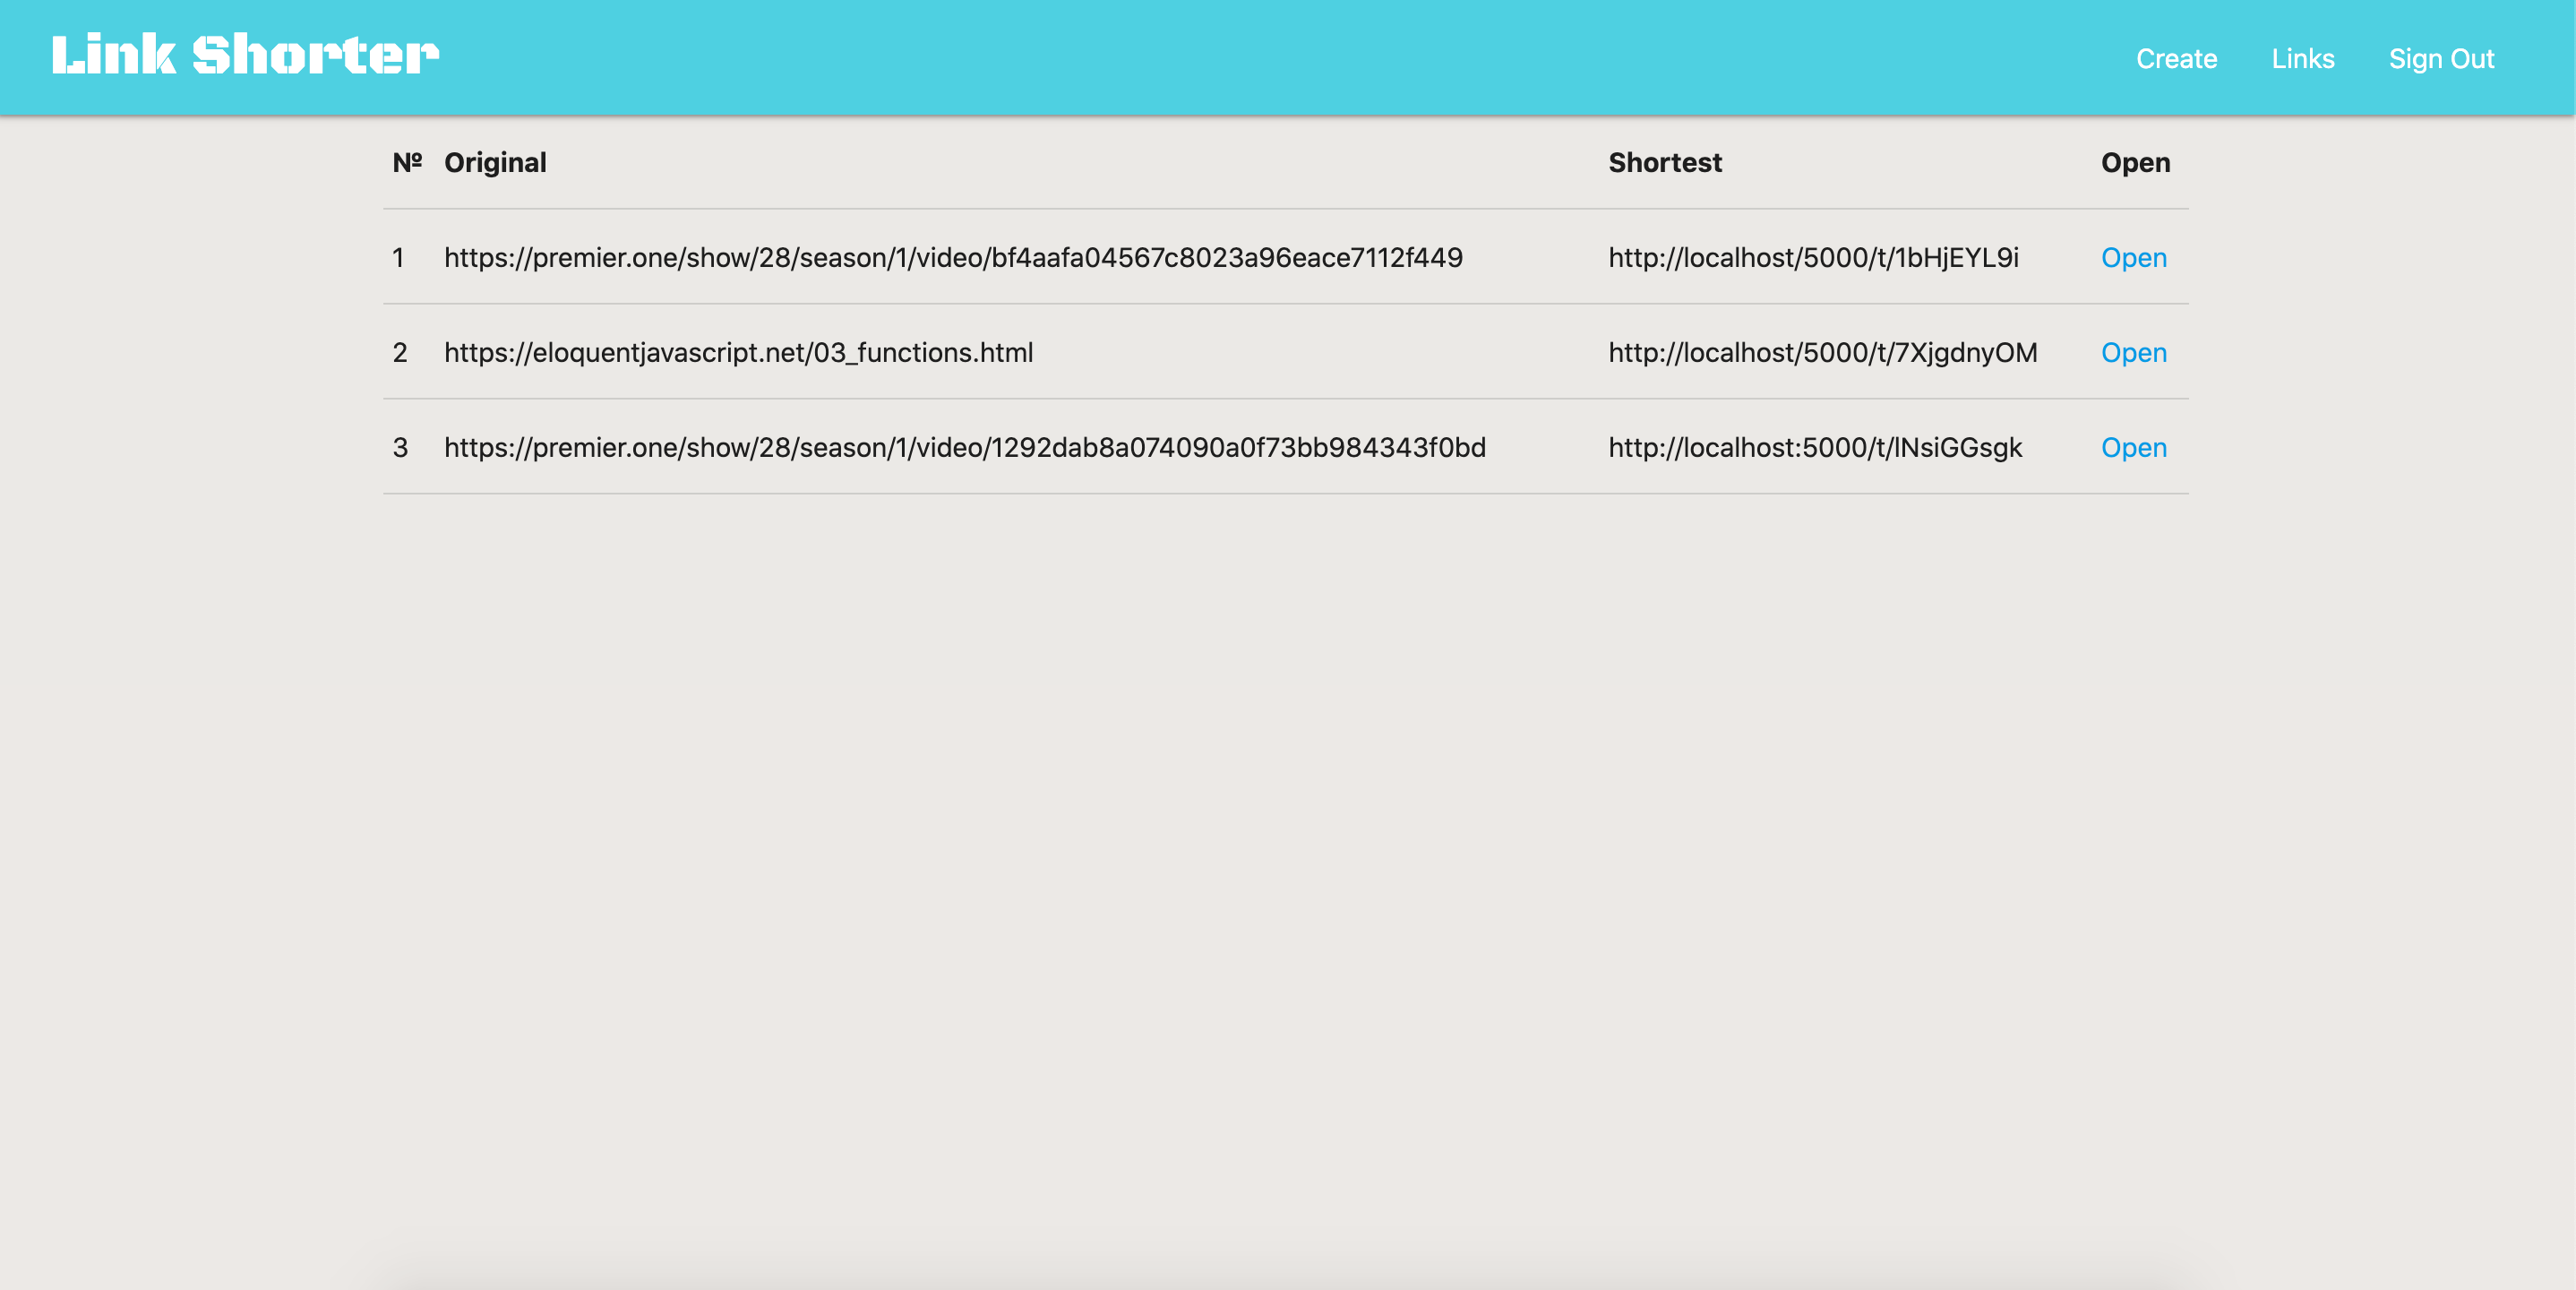 Link Shorter
Create Links Sign Out
Nº Original Shortest Open
1 https://premier.one/show/28/season/1/video/bf4aafa04567c8023a96eace7112f449 http://localhost/5000/t/1bHjEYL9i Open
2 https://eloquentjavascript.net/03_functions.html http://localhost/5000/t/7XjgdnyOM Open
3 https://premier.one/show/28/season/1/video/1292dab8a074090a0f73bb984343f0bd http://localhost:5000/t/lNsiGGsgk Open